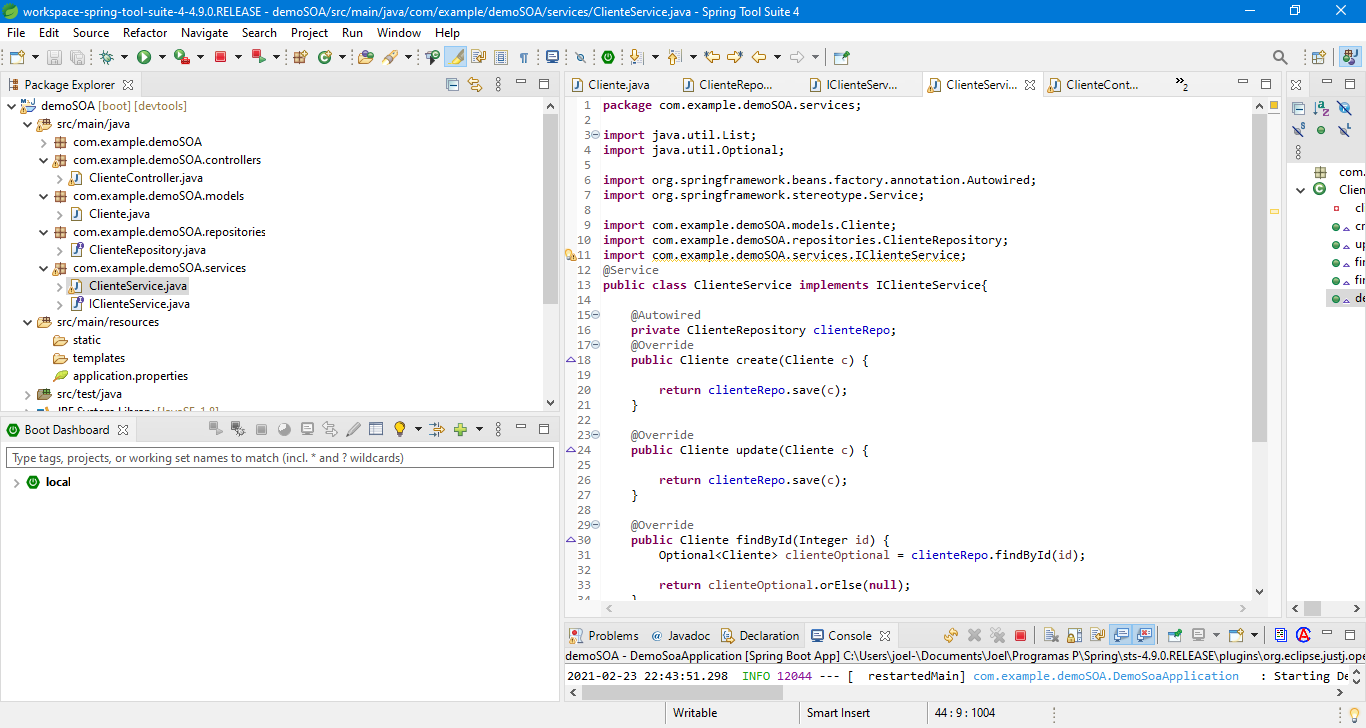 workspace-spring-tool-suite-4-4.9.0.RELEASE - demoSOA/src/main/java/com/example/demoSOA/services/ClienteService.java - Spring Tool Suite 4
File Edit Source Refactor Navigate Search Project Run Window Help
Package Explorer
demoSOA [boot] [devtools]
src/main/java
com.example.demoSOA
com.example.demoSOA.controllers
ClienteController.java
com.example.demoSOA.models
Cliente.java
com.example.demoSOA.repositories
ClienteRepository.java
com.example.demoSOA.services
ClienteService.java
IClienteService.java
src/main/resources
static
templates
application.properties
src/test/java
JRE System Library [JavaSE-1.8]
Boot Dashboard
Type tags, projects, or working set names to match (incl. * and ? wildcards)
local
Cliente.java ClienteRepo... IClienteServ... ClienteServi... ClienteCont... »2
1 package com.example.demoSOA.services;
2
3 import java.util.List;
4 import java.util.Optional;
5
6 import org.springframework.beans.factory.annotation.Autowired;
7 import org.springframework.stereotype.Service;
8
9 import com.example.demoSOA.models.Cliente;
10 import com.example.demoSOA.repositories.ClienteRepository;
11 import com.example.demoSOA.services.IClienteService;
12 @Service
13 public class ClienteService implements IClienteService{
14
15 @Autowired
16 private ClienteRepository clienteRepo;
17 @Override
18 public Cliente create(Cliente c) {
19
20 return clienteRepo.save(c);
21 }
22
23 @Override
24 public Cliente update(Cliente c) {
25
26 return clienteRepo.save(c);
27 }
28
29 @Override
30 public Cliente findById(Integer id) {
31 Optional<Cliente> clienteOptional = clienteRepo.findById(id);
32
33 return clienteOptional.orElse(null);
34 }
com.
Clien
cl
cr
up
fin
fin
de
Problems @ Javadoc Declaration Console
demoSOA - DemoSoaApplication [Spring Boot App] C:\Users\joel-\Documents\Joel\Programas P\Spring\sts-4.9.0.RELEASE\plugins\org.eclipse.justj.ope
2021-02-23 22:43:51.298 INFO 12044 --- [ restartedMain] com.example.demoSOA.DemoSoaApplication : Starting De
Writable Smart Insert 44 : 9 : 1004